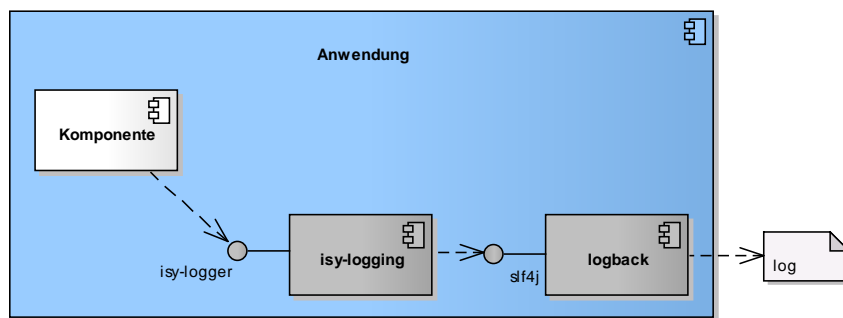 Anwendung
Komponente
isy-logger
isy-logging
slf4j
logback
log